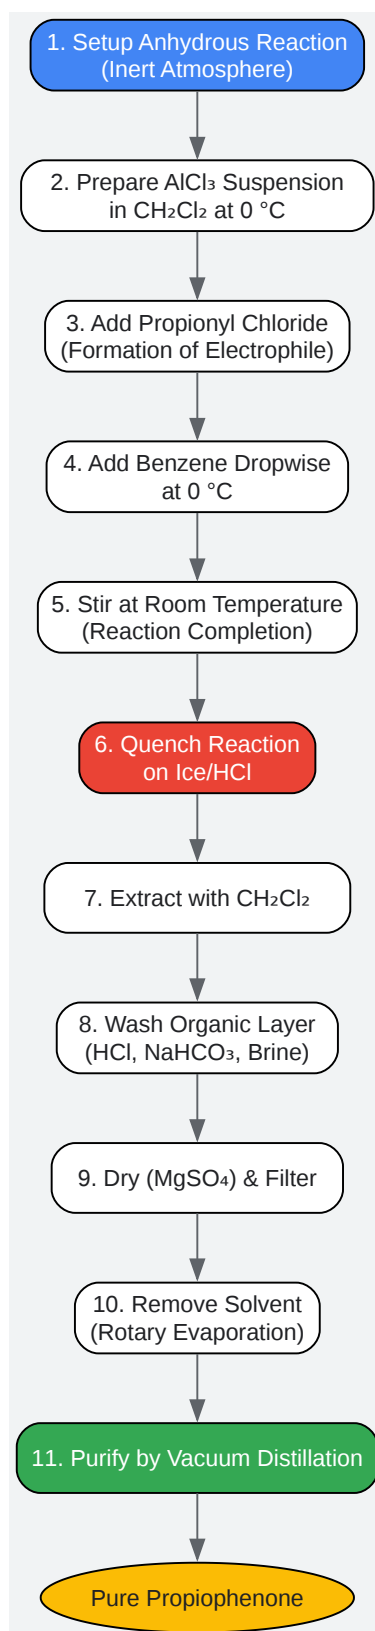 1. Setup Anhydrous Reaction
(Inert Atmosphere)
2. Prepare AlCl₃ Suspension
in CH₂Cl₂ at 0 °C
3. Add Propionyl Chloride
(Formation of Electrophile)
4. Add Benzene Dropwise
at 0 °C
5. Stir at Room Temperature
(Reaction Completion)
6. Quench Reaction
on Ice/HCl
7. Extract with CH₂Cl₂
8. Wash Organic Layer
(HCl, NaHCO₃, Brine)
9. Dry (MgSO₄) & Filter
10. Remove Solvent
(Rotary Evaporation)
11. Purify by Vacuum Distillation
Pure Propiophenone